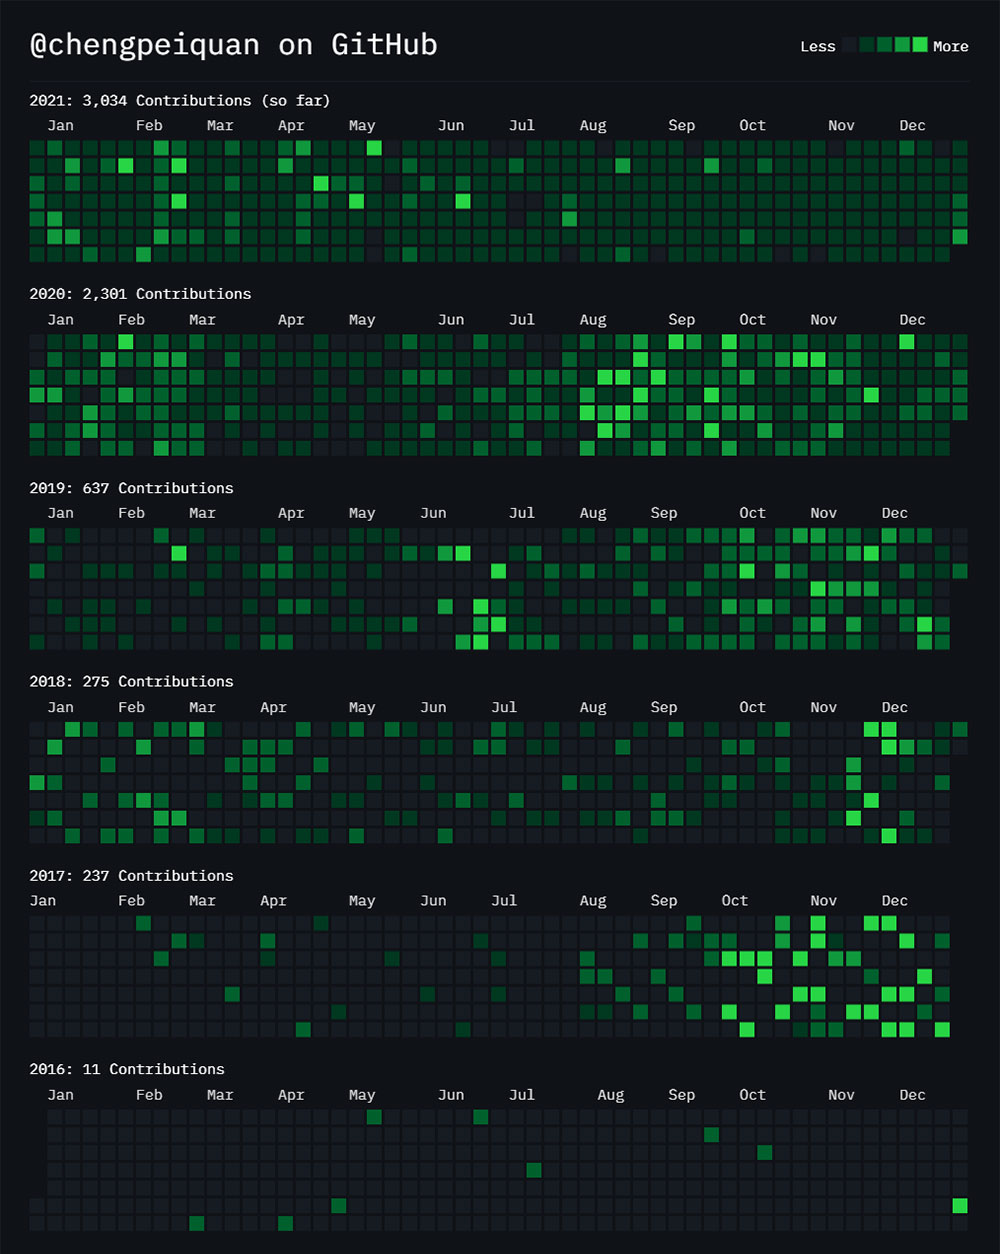 @chengpeiquan on GitHub
Less More
2021: 3,034 Contributions (so far)
Jan Feb Mar Apr May Jun Jul Aug Sep Oct Nov Dec
2020: 2,301 Contributions
Jan Feb Mar Apr May Jun Jul Aug Sep Oct Nov Dec
2019: 637 Contributions
Jan Feb Mar Apr May Jun Jul Aug Sep Oct Nov Dec
2018: 275 Contributions
Jan Feb Mar Apr May Jun Jul Aug Sep Oct Nov Dec
2017: 237 Contributions
Jan Feb Mar Apr May Jun Jul Aug Sep Oct Nov Dec
2016: 11 Contributions
Jan Feb Mar Apr May Jun Jul Aug Sep Oct Nov Dec